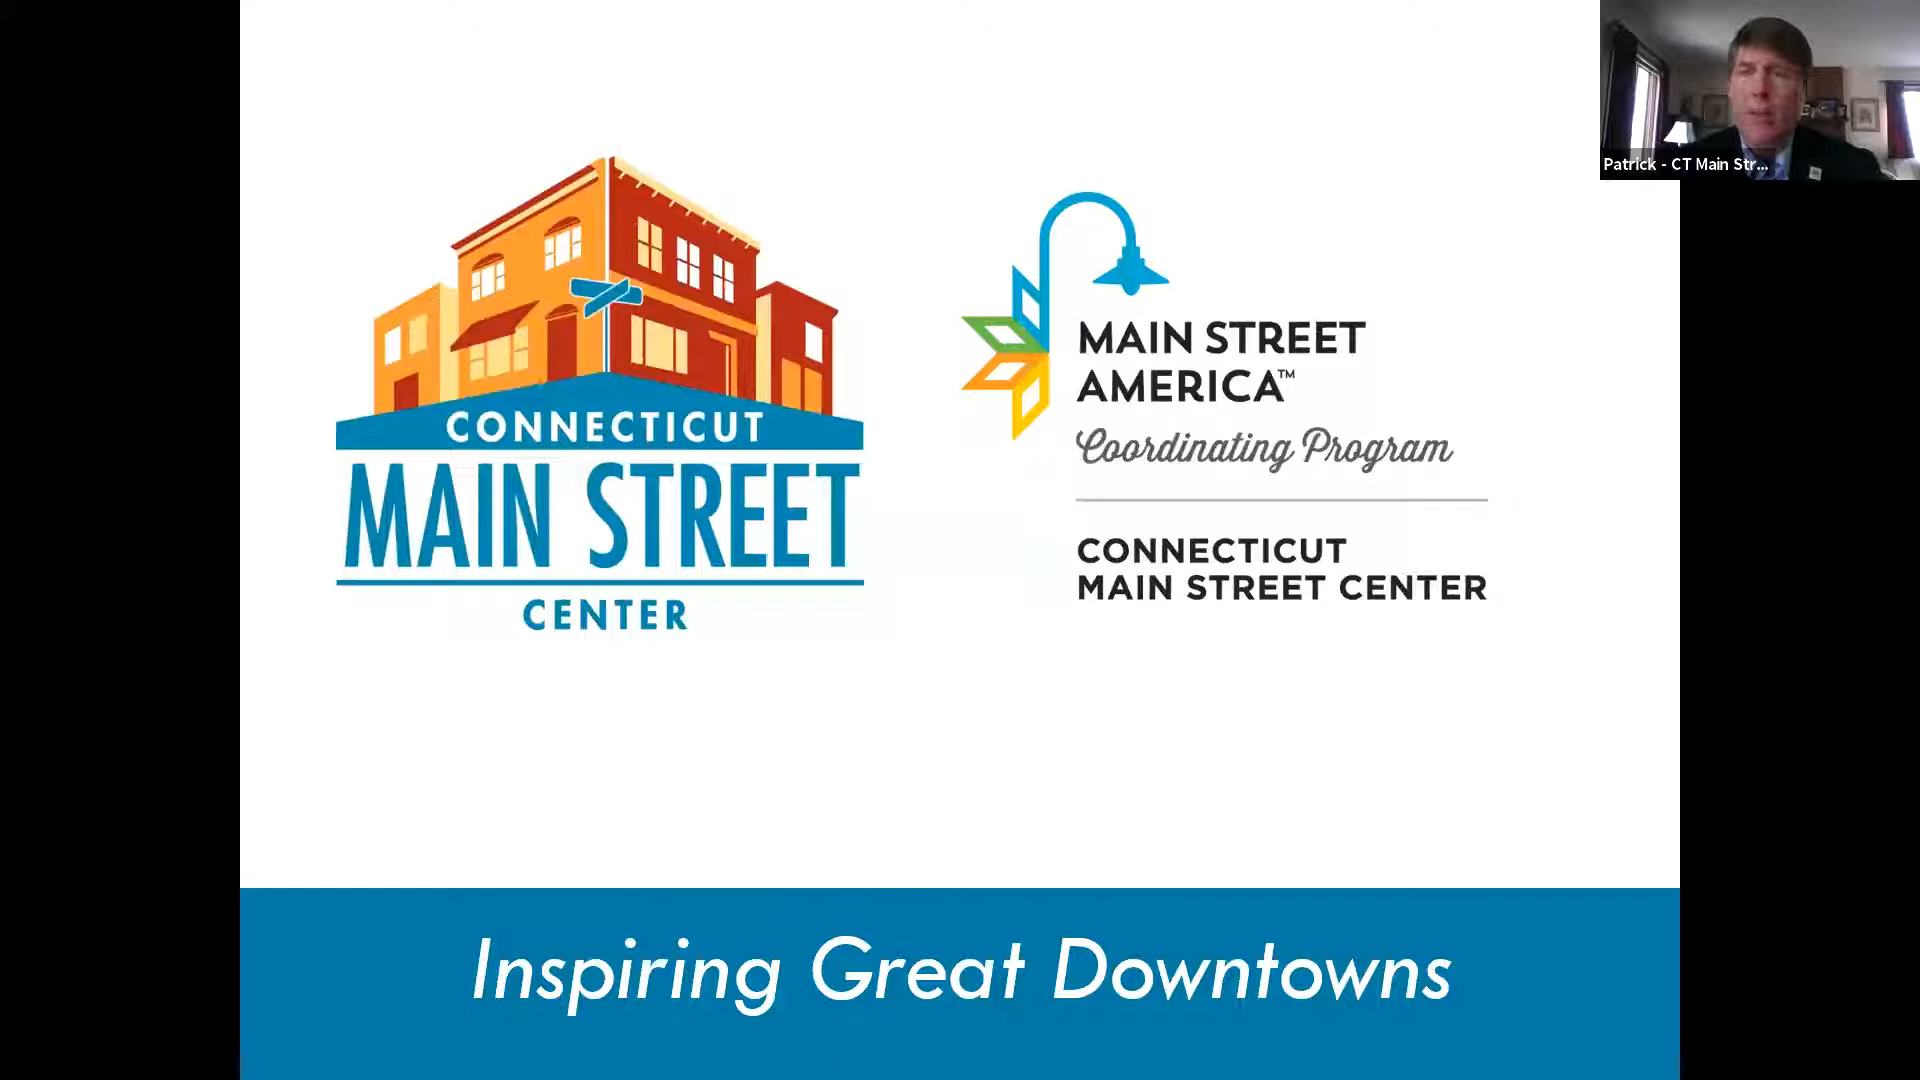 Patrick - CT Main Str...
CONNECTICUT
MAIN STREET
CENTER
MAIN STREET
AMERICA™
Coordinating Program
CONNECTICUT
MAIN STREET CENTER
Inspiring Great Downtowns